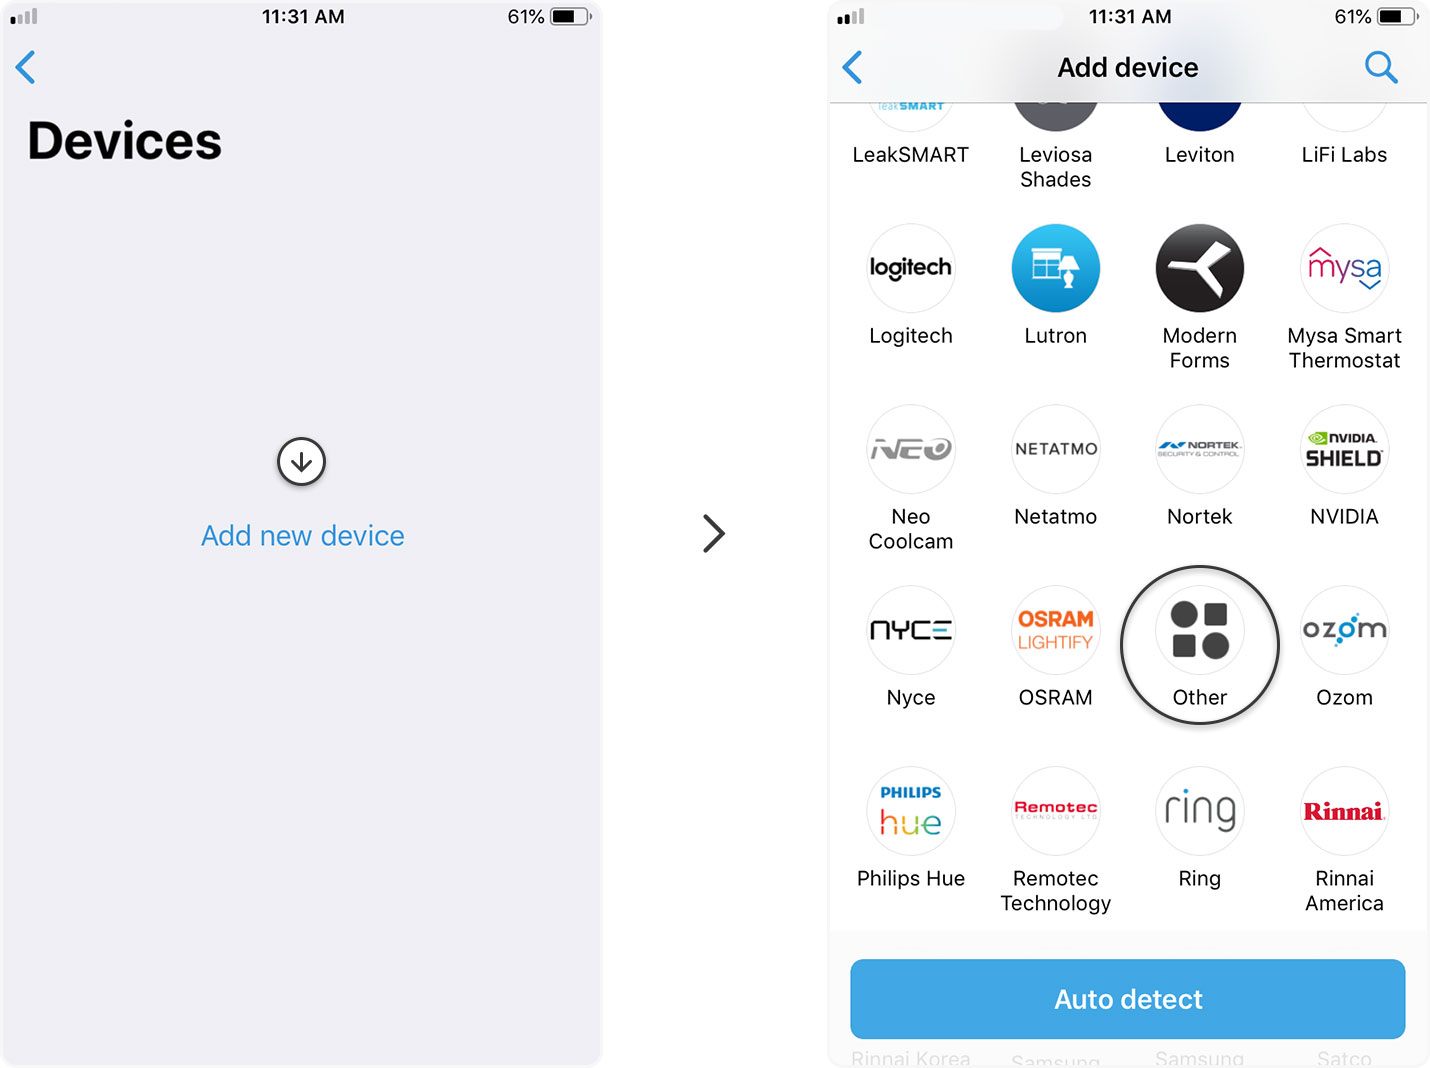 11:31 AM
61%
Devices
Add new device
11:31 AM
61%
Add device
leakSMART
LeakSMART
Leviosa
Shades
Leviton
LiFi Labs
logitech
mysa
Logitech
Lutron
Modern
Forms
Mysa Smart
Thermostat
NEO
NETATMO
NORTEK
SECURITY & CONTROL
NVIDIA
SHIELD
Neo
Coolcam
Netatmo
Nortek
NVIDIA
NYCE
OSRAM
LIGHTIFY
ozom
Nyce
OSRAM
Other
Ozom
PHILIPS
hue
Remotec
TECHNOLOGY LTD
ring
Rinnai
Philips Hue
Remotec
Technology
Ring
Rinnai
America
Auto detect
Rinnai Korea
Samsung
Samsung
Satco